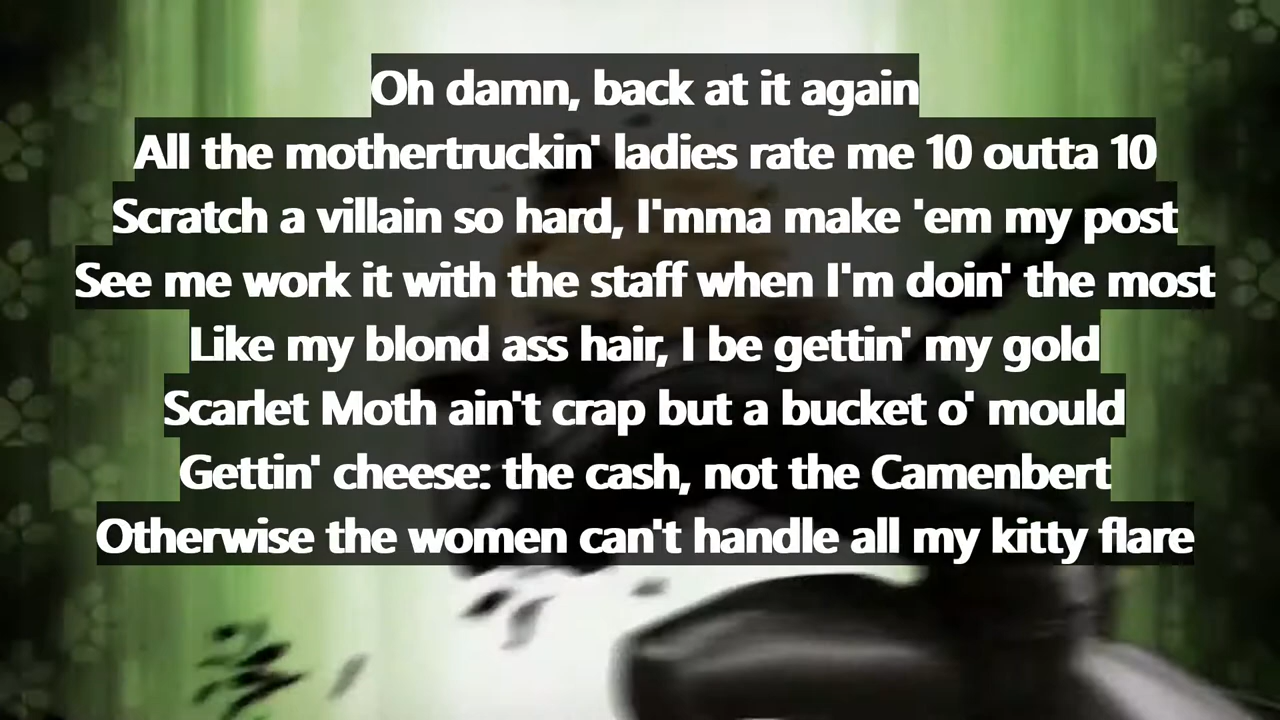 Oh damn, back at it again
All the mothertruckin' ladies rate me 10 outta 10
Scratch a villain so hard, I'mma make 'em my post
See me work it with the staff when I'm doin' the most
Like my blond ass hair, I be gettin' my gold
Scarlet Moth ain't crap but a bucket o' mould
Gettin' cheese: the cash, not the Camenbert
Otherwise the women can't handle all my kitty flare